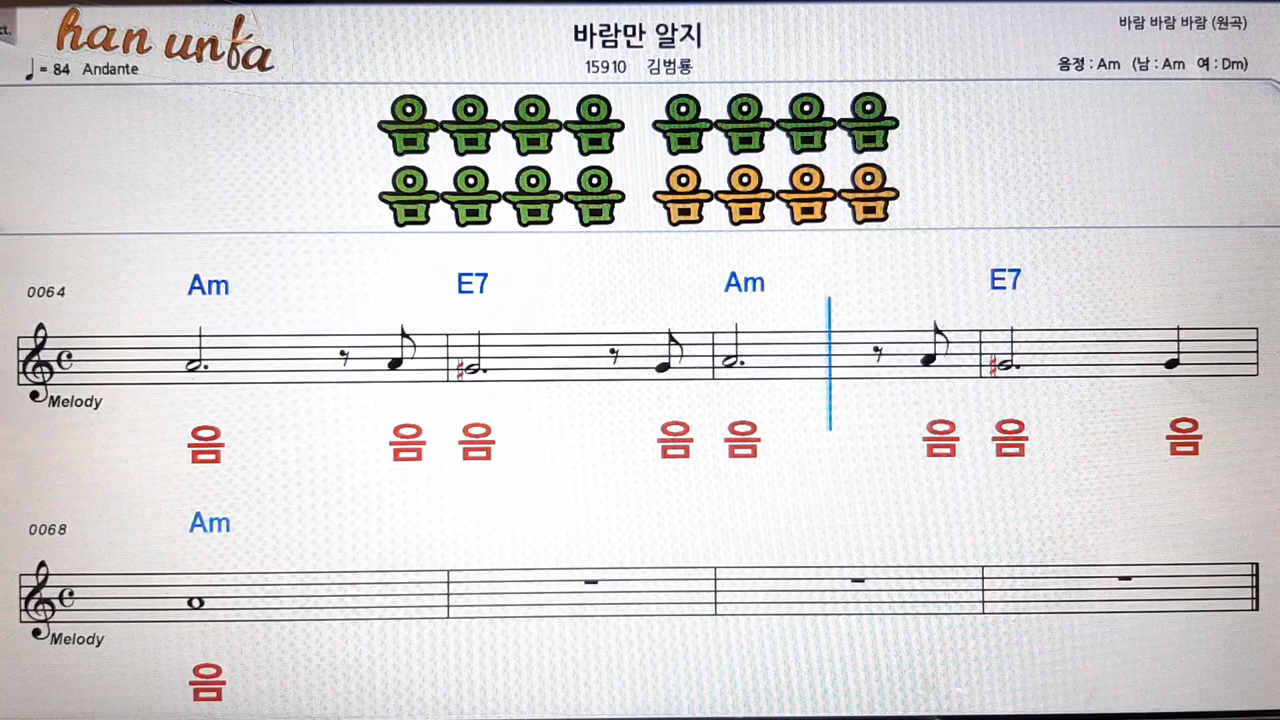 ct.
han unfa
바람만 알지
바람 바람 바람 (원곡)
♩ = 84 Andante
15910 김범룡
음정 : Am (남 : Am 여 : Dm)
음음음음 음음음음
음음음음 음음음음
0064 Am E7 Am E7
Melody
음 음 음 음 음 음 음 음
0068 Am
Melody
음